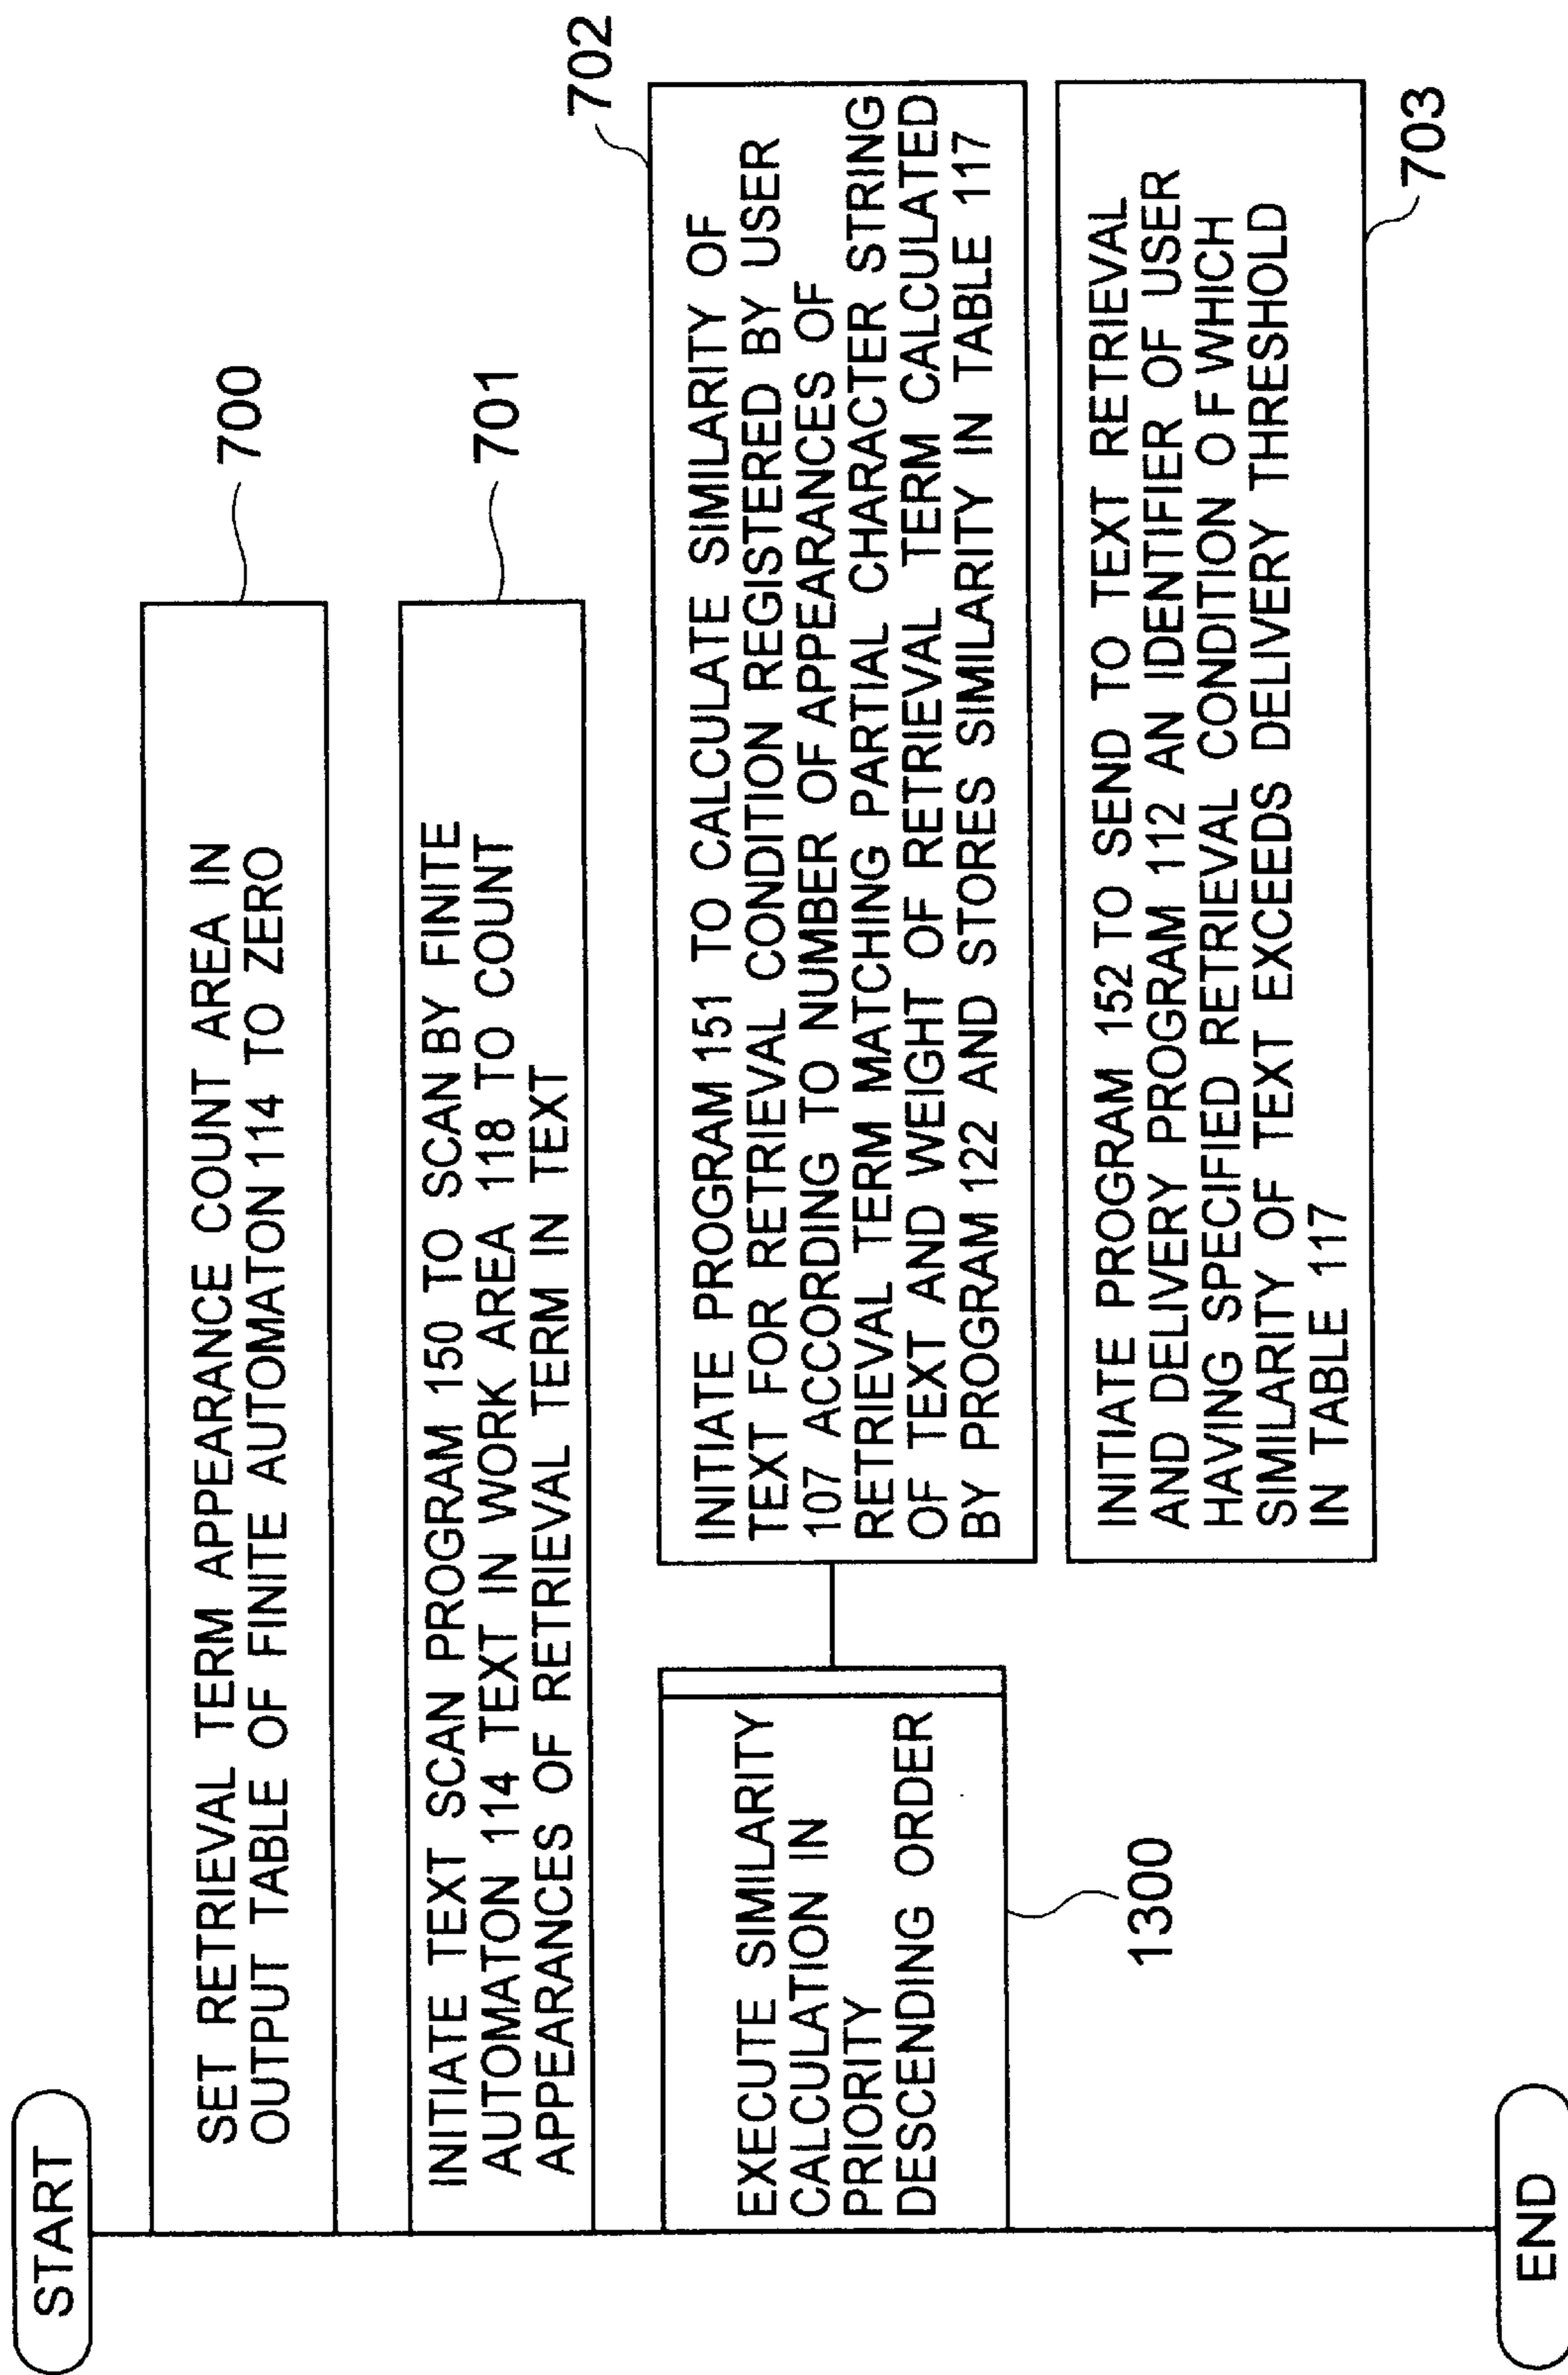 START
SET RETRIEVAL TERM APPEARANCE COUNT AREA IN
OUTPUT TABLE OF FINITE AUTOMATON 114 TO ZERO
700
INITIATE TEXT SCAN PROGRAM 150 TO SCAN BY FINITE
AUTOMATON 114 TEXT IN WORK AREA 118 TO COUNT
APPEARANCES OF RETRIEVAL TERM IN TEXT
701
EXECUTE SIMILARITY
CALCULATION IN
PRIORITY
DESCENDING ORDER
1300
INITIATE PROGRAM 151 TO CALCULATE SIMILARITY OF
TEXT FOR RETRIEVAL CONDITION REGISTERED BY USER
107 ACCORDING TO NUMBER OF APPEARANCES OF
RETRIEVAL TERM MATCHING PARTIAL CHARACTER STRING
OF TEXT AND WEIGHT OF RETRIEVAL TERM CALCULATED
BY PROGRAM 122 AND STORES SIMILARITY IN TABLE 117
702
INITIATE PROGRAM 152 TO SEND TO TEXT RETRIEVAL
AND DELIVERY PROGRAM 112 AN IDENTIFIER OF USER
HAVING SPECIFIED RETRIEVAL CONDITION O F WHICH
SIMILARITY OF TEXT EXCEEDS DELIVERY THRESHOLD
IN TABLE 117
703
END